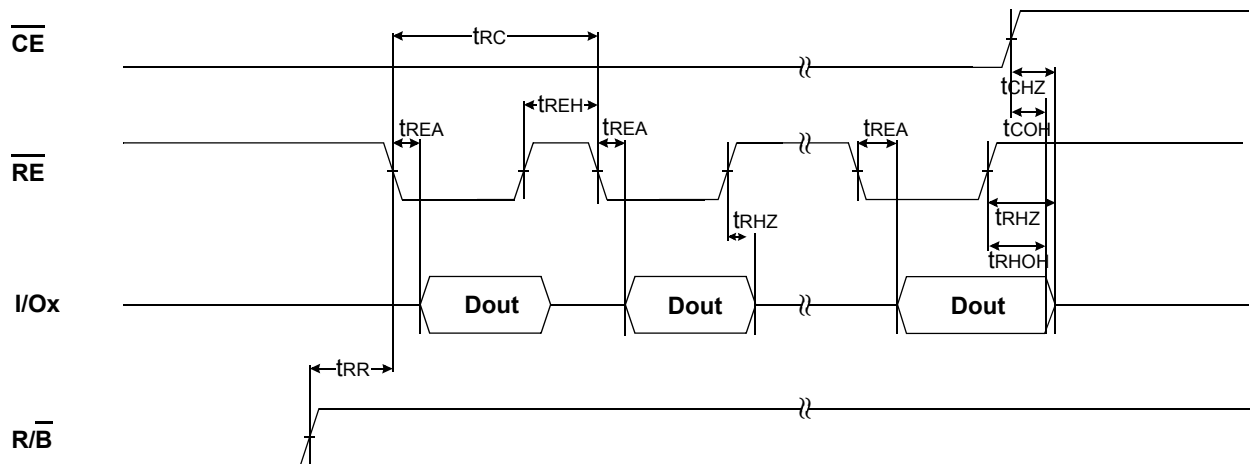 CE
tRC
tCHZ
tREH
tREA
tREA
tREA
tCOH
RE
tRHZ
tRHZ
tRHOH
I/Ox
Dout
Dout
Dout
tRR
R/B